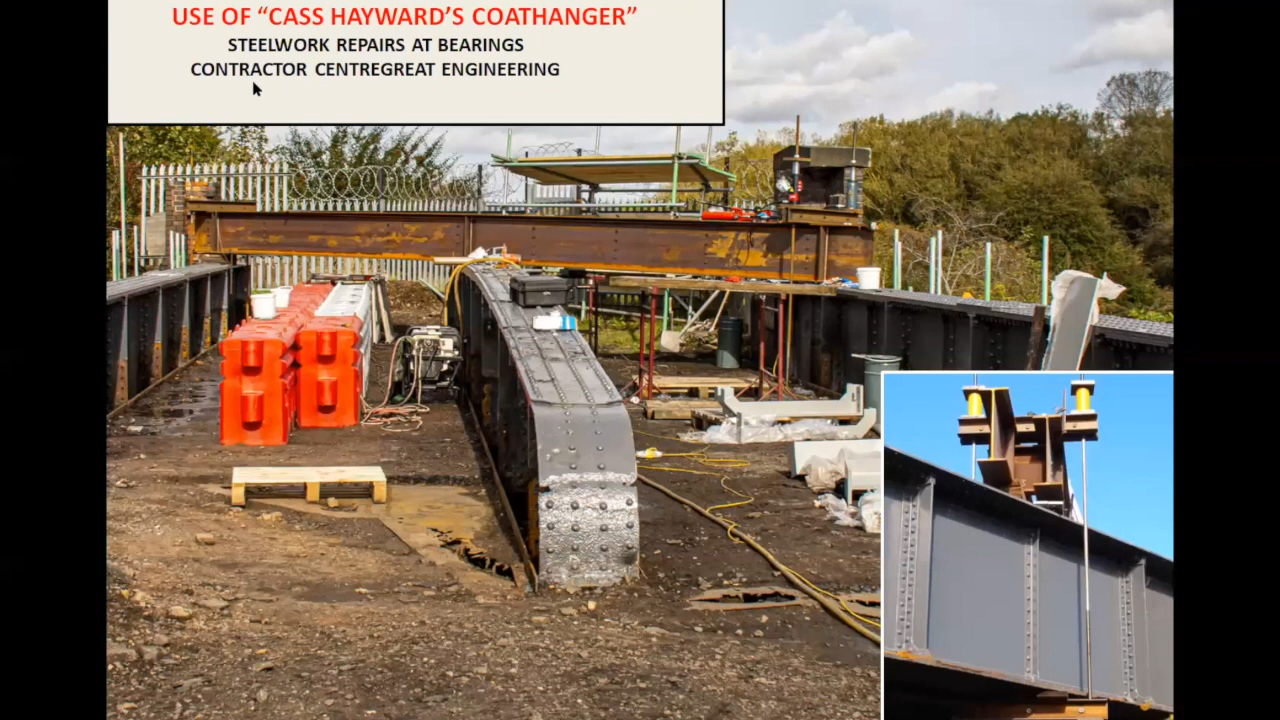 USE OF “CASS HAYWARD’S COATHANGER”
STEELWORK REPAIRS AT BEARINGS
CONTRACTOR CENTREGREAT ENGINEERING